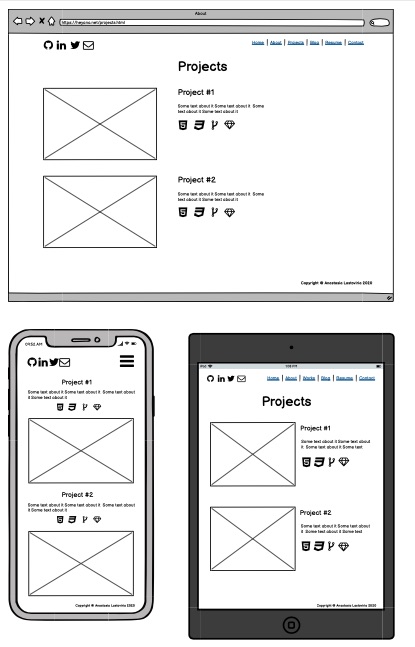 About
https://heyana.net/projects.html
Home | About | Projects | Blog | Resume | Contact
Projects
Project #1
Some text about it Some text about it Some
text about it Some text about it
Project #2
Some text about it Some text about it Some
text about it Some text about it
Copyright © Anastasia Lastoviria 2020
09:52 AM
Project #1
Some text about it Some text about it Some text about
it Some text about it
Project #2
Some text about it Some text about it Some text about
it Some text about it
Copyright © Anastasia Lastoviria 2020
iPad
Home | About | Works | Blog | Resume | Contact
Projects
Project #1
Some text about it Some text about
it Some text about it Some text
Project #2
Some text about it Some text about
it Some text about it Some text
Copyright © Anastasia Lastoviria 2020